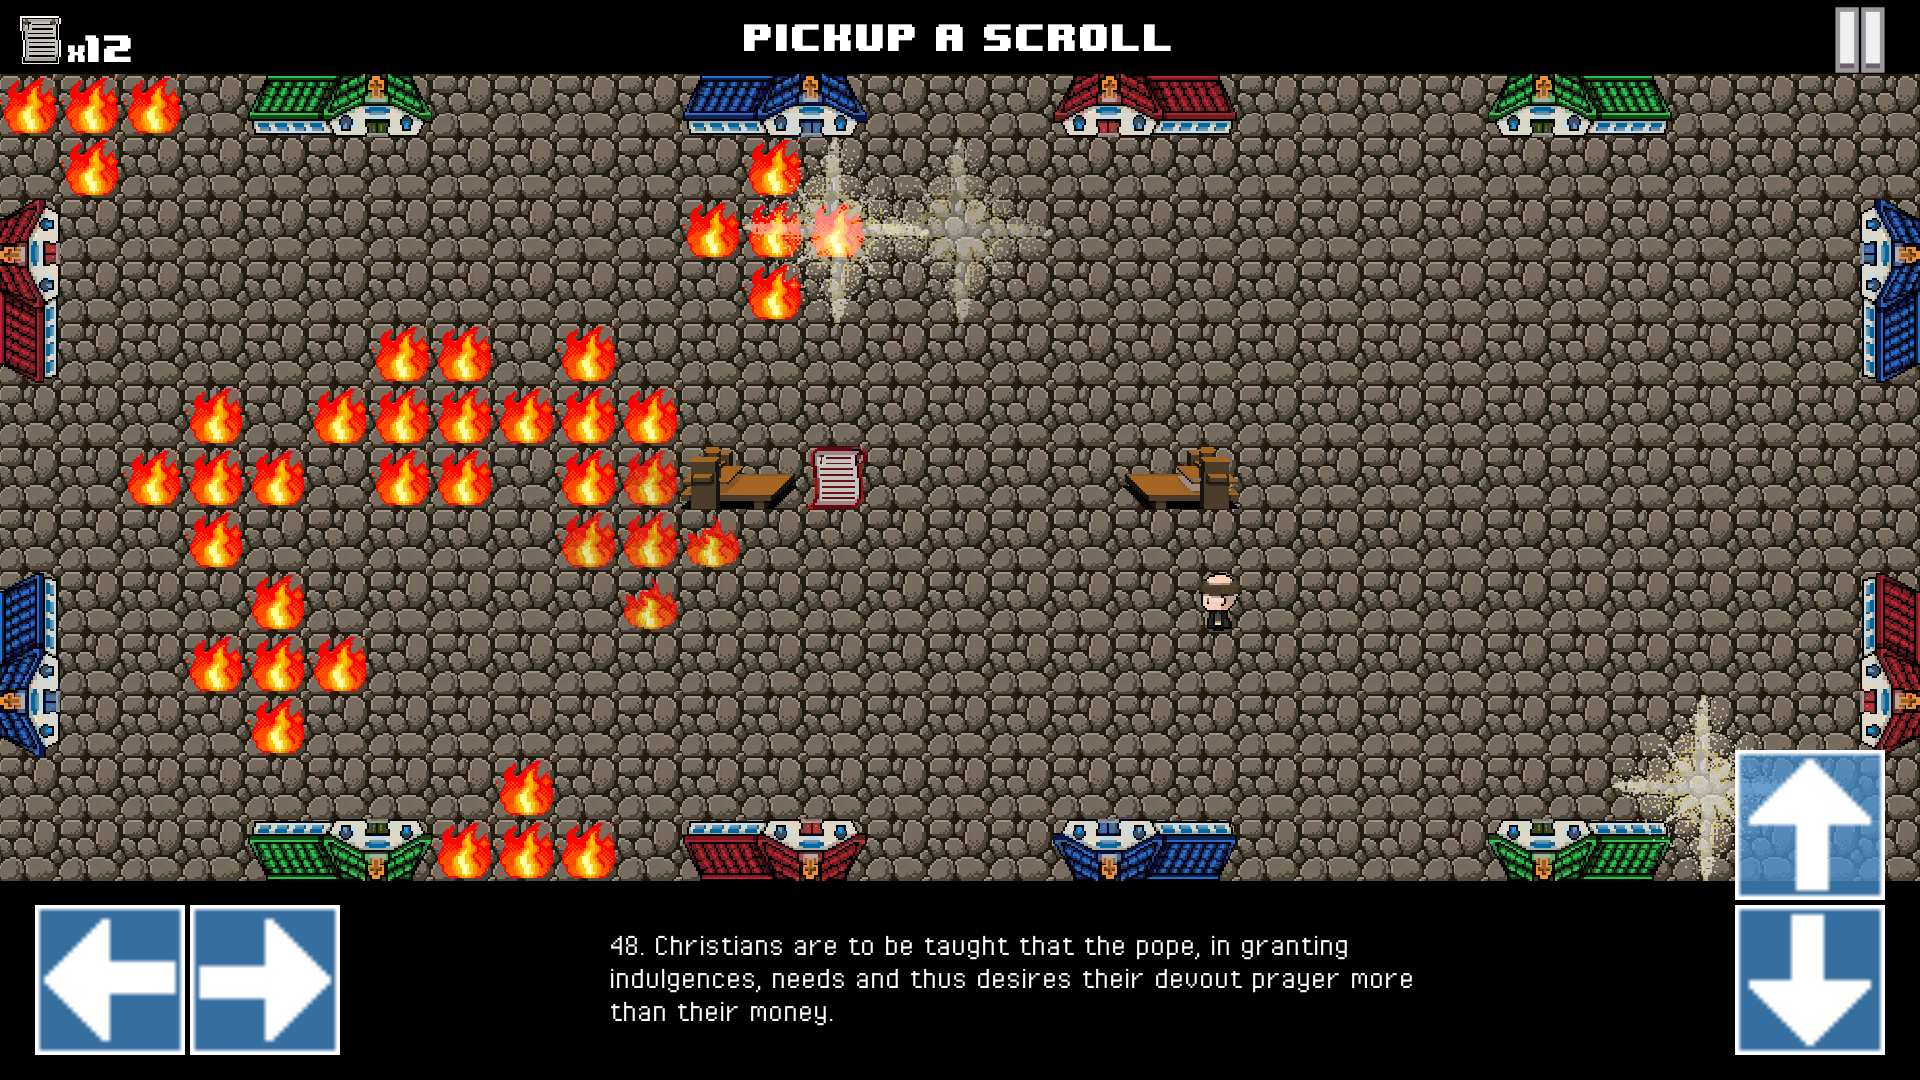 x12
PICKUP A SCROLL
48. Christians are to be taught that the pope, in granting
indulgences, needs and thus desires their devout prayer more
than their money.